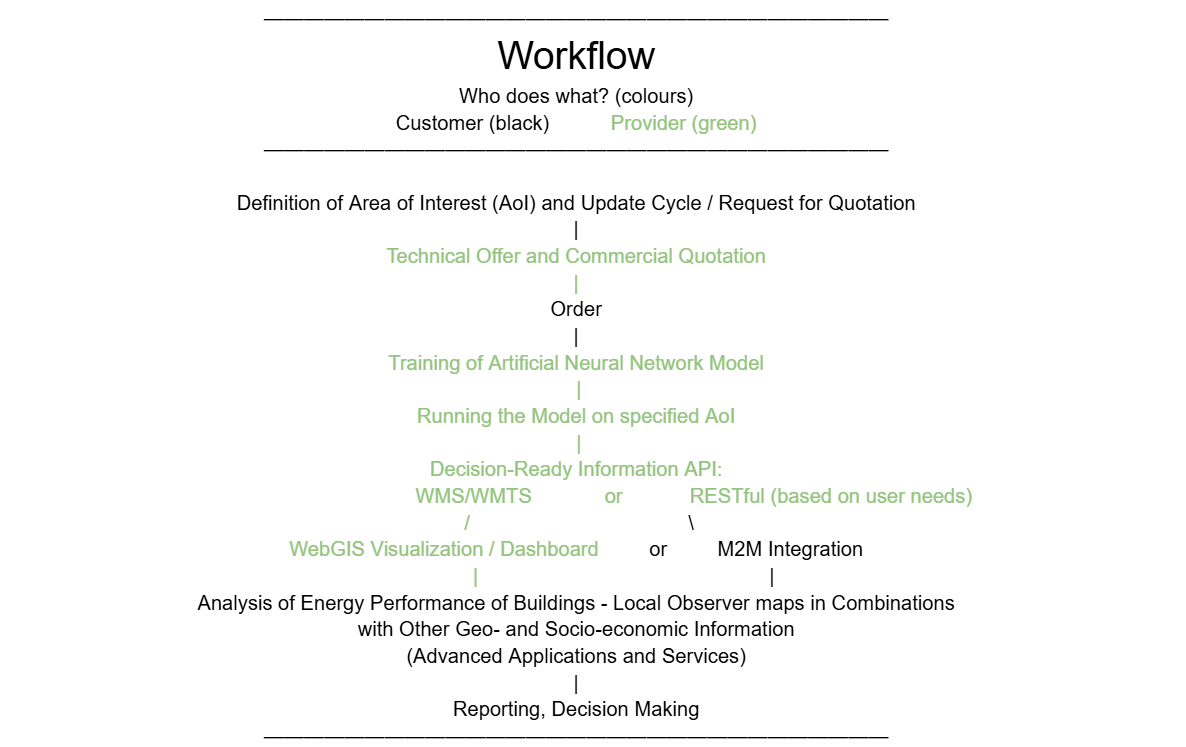 Workflow
Who does what? (colours)
Customer (black) Provider (green)
Definition of Area of Interest (AoI) and Update Cycle / Request for Quotation
|
Technical Offer and Commercial Quotation
|
Order
|
Training of Artificial Neural Network Model
|
Running the Model on specified AoI
|
Decision-Ready Information API:
WMS/WMTS or RESTful (based on user needs)
/ \
WebGIS Visualization / Dashboard or M2M Integration
| |
Analysis of Energy Performance of Buildings - Local Observer maps in Combinations
with Other Geo- and Socio-economic Information
(Advanced Applications and Services)
|
Reporting, Decision Making